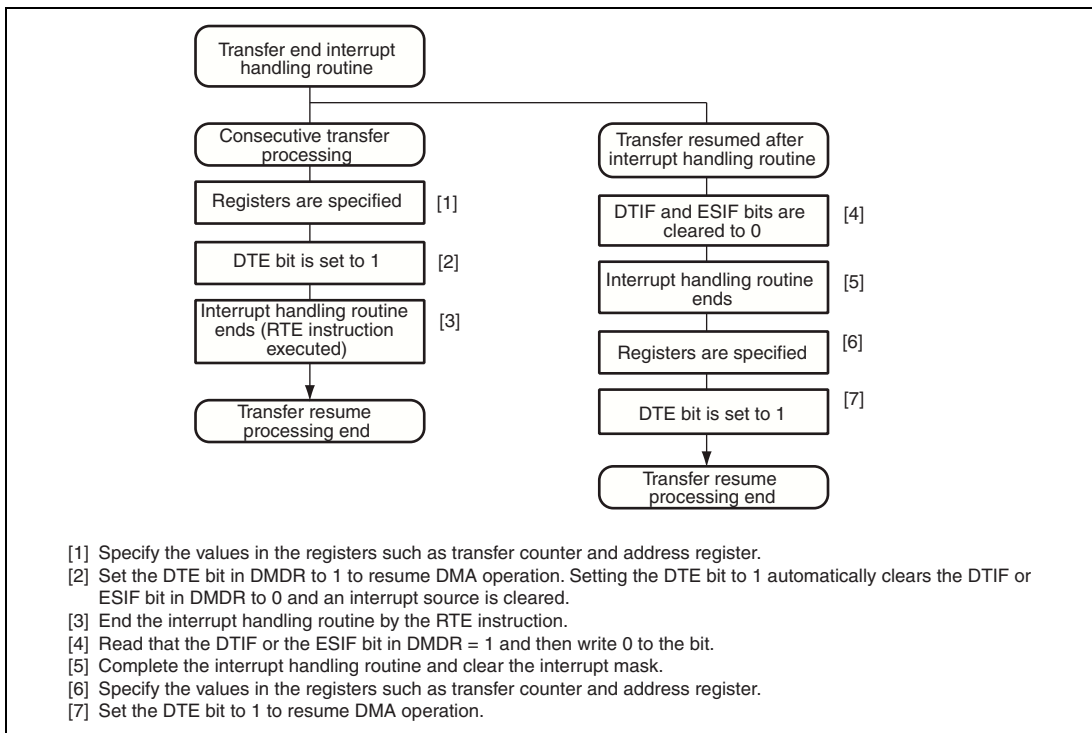 Transfer end interrupt
handling routine
Consecutive transfer
processing
Registers are specified
[1]
DTE bit is set to 1
[2]
Interrupt handling routine
ends (RTE instruction
executed)
[3]
Transfer resume
processing end
Transfer resumed after
interrupt handling routine
DTIF and ESIF bits are
cleared to 0
[4]
Interrupt handling routine
ends
[5]
Registers are specified
[6]
DTE bit is set to 1
[7]
Transfer resume
processing end
[1] Specify the values in the registers such as transfer counter and address register.
[2] Set the DTE bit in DMDR to 1 to resume DMA operation. Setting the DTE bit to 1 automatically clears the DTIF or
ESIF bit in DMDR to 0 and an interrupt source is cleared.
[3] End the interrupt handling routine by the RTE instruction.
[4] Read that the DTIF or the ESIF bit in DMDR = 1 and then write 0 to the bit.
[5] Complete the interrupt handling routine and clear the interrupt mask.
[6] Specify the values in the registers such as transfer counter and address register.
[7] Set the DTE bit to 1 to resume DMA operation.